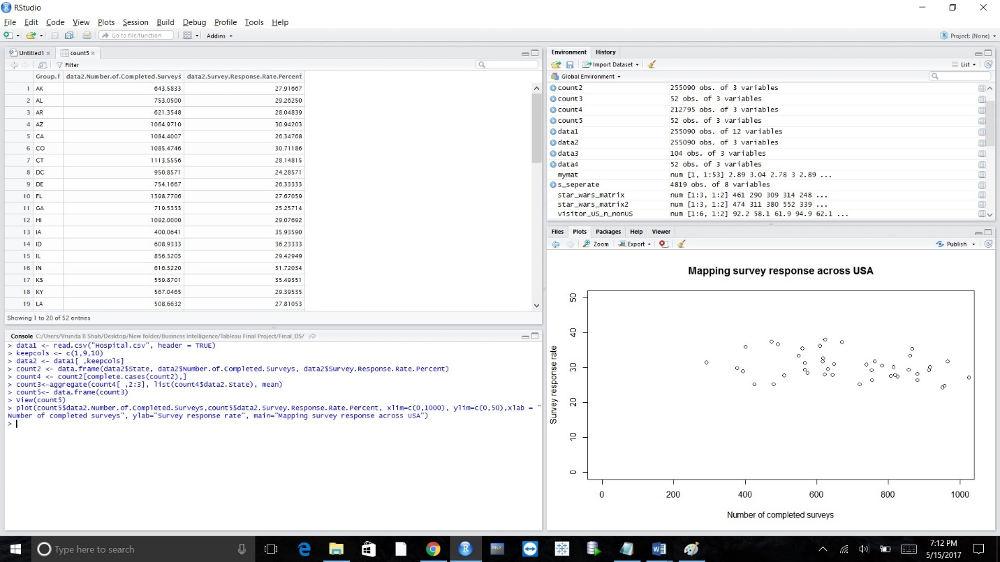 RStudio
File Edit Code View Plots Session Build Debug Profile Tools Help
Go to file/function Addins Project: (None)
Untitled1 count5
Filter
Group.1 data2.Number.of.Completed.Surveys data2.Survey.Response.Rate.Percent
1 AK 643.5833 27.91667
2 AL 753.0500 29.26250
3 AR 621.3548 28.04839
4 AZ 1064.9710 30.94203
5 CA 1084.4007 26.34768
6 CO 1085.4746 30.71186
7 CT 1113.5556 28.14815
8 DC 950.8571 24.28571
9 DE 754.1667 26.33333
10 FL 1398.7706 27.67059
11 GA 719.5333 25.25714
12 HI 1092.0000 29.07692
13 IA 400.0641 35.93590
14 ID 608.9333 36.23333
15 IL 856.3205 29.42949
16 IN 616.3220 31.72034
17 KS 559.8701 35.49351
18 KY 567.0465 29.39535
19 LA 508.6632 27.81053
Showing 1 to 20 of 52 entries
Console C:/Users/Vrunda B Shah/Desktop/New folder/Business Intelligence/Tableau Final Project/Final_DS/
> data1 <- read.csv("Hospital.csv", header = TRUE)
> keepcols <- c(1,9,10)
> data2 <- data1[ ,keepcols]
> count2 <- data.frame(data2$State, data2$Number.of.Completed.Surveys, data2$Survey.Response.Rate.Percent)
> count4 <- count2[complete.cases(count2),]
> count3<-aggregate(count4[ ,2:3], list(count4$data2.State), mean)
> count5<- data.frame(count3)
> View(count5)
> plot(count5$data2.Number.of.Completed.Surveys,count5$data2.Survey.Response.Rate.Percent, xlim=c(0,1000), ylim=c(0,50),xlab = "
Number of completed surveys", ylab="Survey response rate", main="Mapping survey response across USA")
>
Environment History
Import Dataset List
Global Environment
count2 255090 obs. of 3 variables
count3 52 obs. of 3 variables
count4 212795 obs. of 3 variables
count5 52 obs. of 3 variables
data1 255090 obs. of 12 variables
data2 255090 obs. of 3 variables
data3 104 obs. of 3 variables
data4 52 obs. of 3 variables
mymat num [1, 1:53] 2.89 3.04 2.78 3 2.89 ...
s_seperate 4819 obs. of 8 variables
star_wars_matrix num [1:3, 1:2] 461 290 309 314 248 ...
star_wars_matrix2 num [1:3, 1:2] 474 311 380 552 339 ...
visitor_US_n_nonUS num [1:6, 1:2] 92.2 58.1 61.9 94.9 62.1 ...
Files Plots Packages Help Viewer
Zoom Export Publish
Mapping survey response across USA
Survey response rate
50
40
30
20
10
0
0 200 400 600 800 1000
Number of completed surveys
Type here to search
7:12 PM
5/15/2017